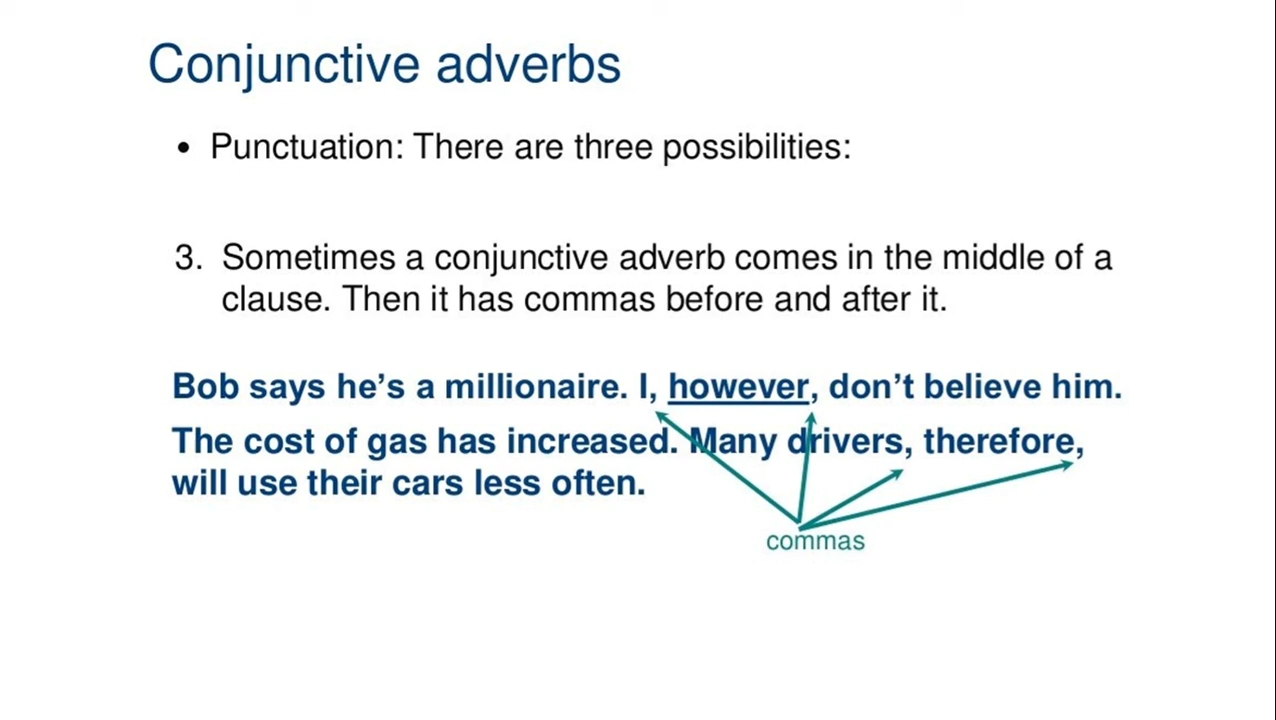 Conjunctive adverbs
• Punctuation: There are three possibilities:
3. Sometimes a conjunctive adverb comes in the middle of a
clause. Then it has commas before and after it.
Bob says he’s a millionaire. I, however, don’t believe him.
The cost of gas has increased. Many drivers, therefore,
will use their cars less often.
commas